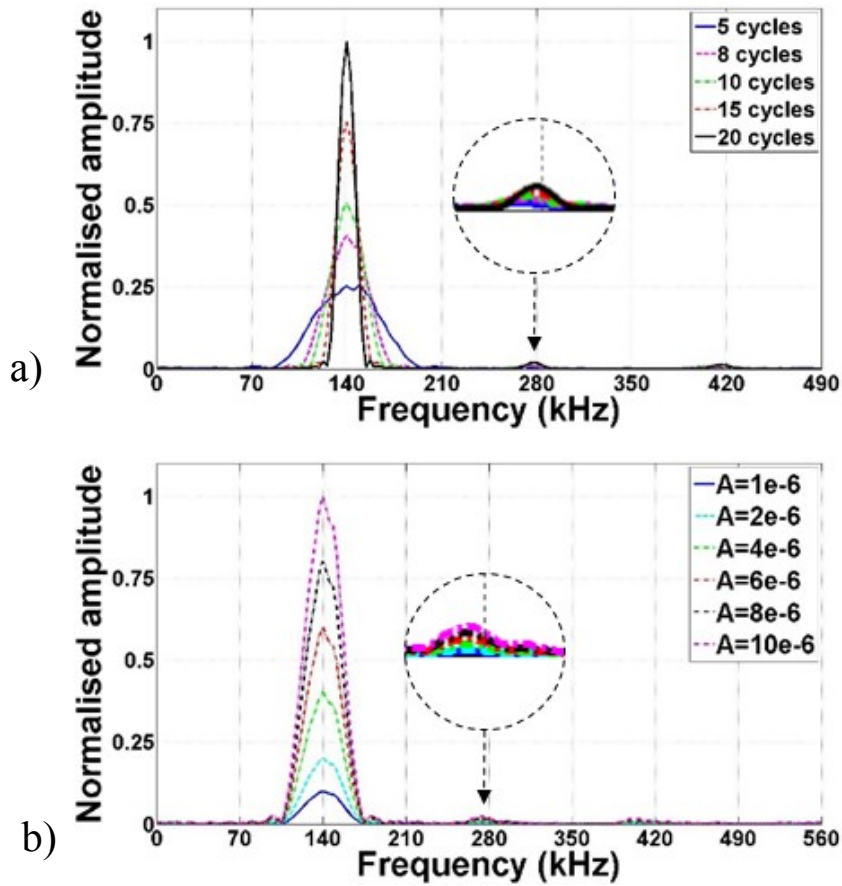 a)
Normalised amplitude
1
0.75
0.5
0.25
0
0 70 140 210 280 350 420 490
Frequency (kHz)
5 cycles
8 cycles
10 cycles
15 cycles
20 cycles
b)
Normalised amplitude
1
0.75
0.5
0.25
0
0 70 140 210 280 350 420 490 560
Frequency (kHz)
A=1e-6
A=2e-6
A=4e-6
A=6e-6
A=8e-6
A=10e-6